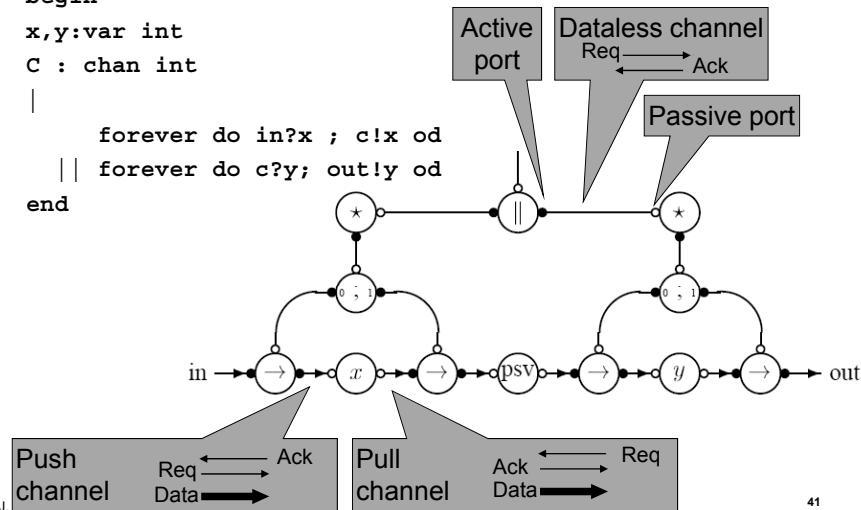 begin
x,y:var int
C : chan int
|
forever do in?x ; c!x od
|| forever do c?y; out!y od
end
Active port
Dataless channel
Req
Ack
Passive port
⋆ || ⋆
0 ; 1
0 ; 1
in → x → psv → y → out
Push channel
Req Ack
Data
Pull channel
Ack Req
Data
41